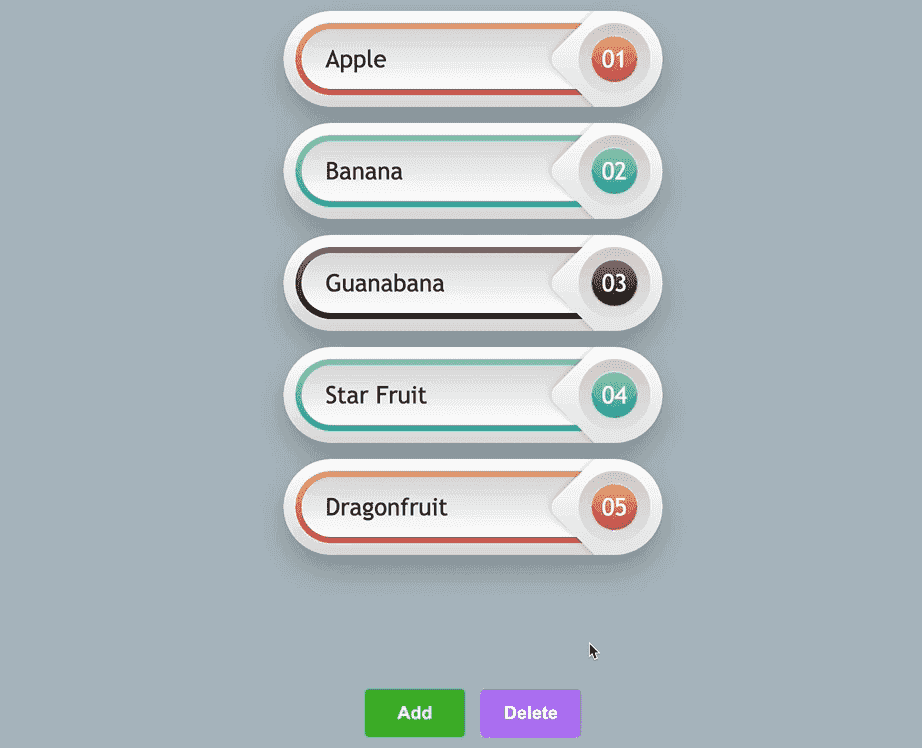 Apple 01
Banana 02
Guanabana 03
Star Fruit 04
Dragonfruit 05
Add Delete